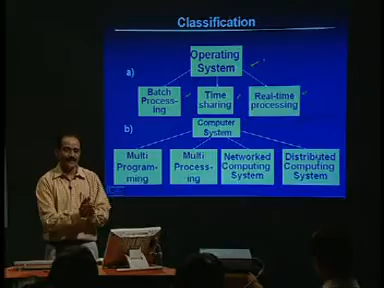 Classification
Operating
System
a)
Batch
Process-
ing
Time
sharing
Real-time
processing
b)
Computer
System
Multi
Program-
ming
Multi
Process-
ing
Networked
Computing
System
Distributed
Computing
System